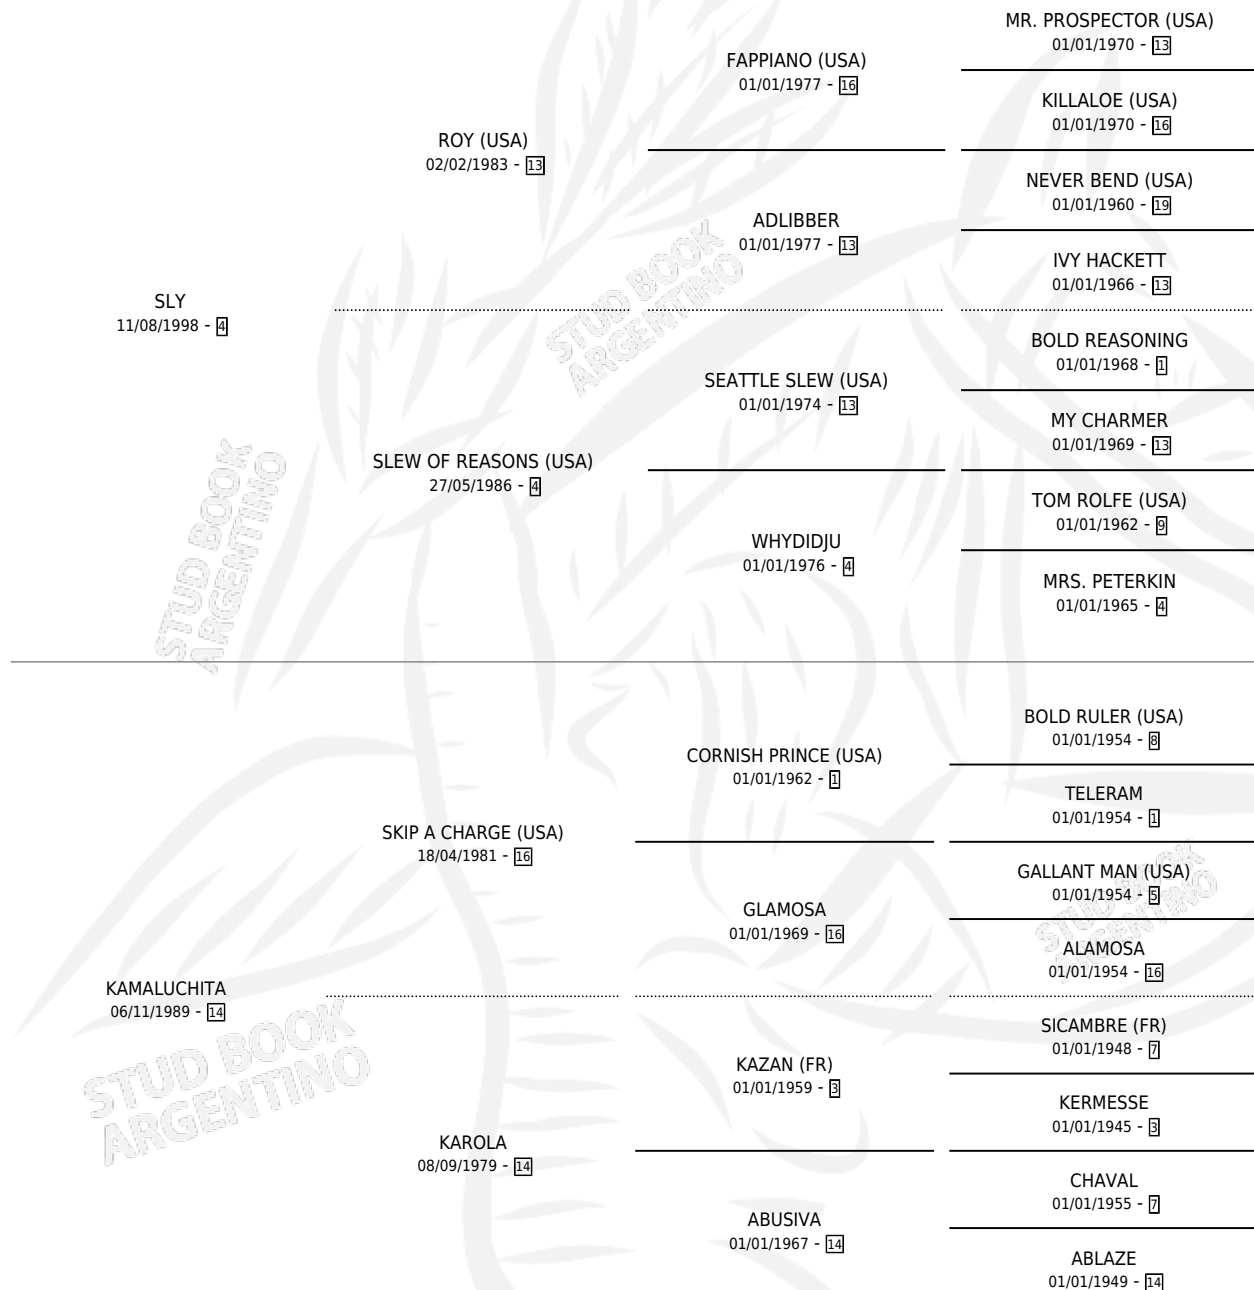 MR. PROSPECTOR (USA)
01/01/1970 - 13
FAPPIANO (USA)
01/01/1977 - 16
KILLALOE (USA)
01/01/1970 - 16
ROY (USA)
02/02/1983 - 13
NEVER BEND (USA)
01/01/1960 - 19
ADLIBBER
01/01/1977 - 13
IVY HACKETT
01/01/1966 - 13
SLY
11/08/1998 - 4
BOLD REASONING
01/01/1968 - 1
SEATTLE SLEW (USA)
01/01/1974 - 13
MY CHARMER
01/01/1969 - 13
SLEW OF REASONS (USA)
27/05/1986 - 4
TOM ROLFE (USA)
01/01/1962 - 9
WHYDIDJU
01/01/1976 - 4
MRS. PETERKIN
01/01/1965 - 4
BOLD RULER (USA)
01/01/1954 - 8
CORNISH PRINCE (USA)
01/01/1962 - 1
TELERAM
01/01/1954 - 1
SKIP A CHARGE (USA)
18/04/1981 - 16
GALLANT MAN (USA)
01/01/1954 - 5
GLAMOSA
01/01/1969 - 16
ALAMOSA
01/01/1954 - 16
KAMALUCHITA
06/11/1989 - 14
SICAMBRE (FR)
01/01/1948 - 7
KAZAN (FR)
01/01/1959 - 3
KERMESSE
01/01/1945 - 3
KAROLA
08/09/1979 - 14
CHAVAL
01/01/1955 - 7
ABUSIVA
01/01/1967 - 14
ABLAZE
01/01/1949 - 14
STUD BOOK
ARGENTINO
STUD BOOK
ARGENTINO
STUD BOOK
ARGENTINO
STUD BOOK
ARGENTINO